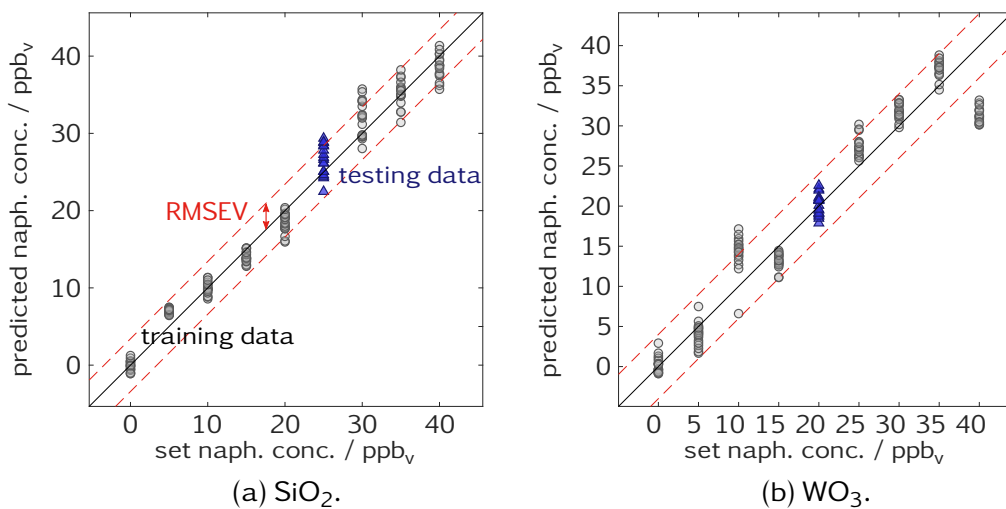 predicted naph. conc. / ppbᵥ
40
30
20
10
0
RMSEV
testing data
training data
0 10 20 30 40
set naph. conc. / ppbᵥ
(a) SiO₂.
predicted naph. conc. / ppbᵥ
40
35
30
25
20
15
10
5
0
0 5 10 15 20 25 30 35 40
set naph. conc. / ppbᵥ
(b) WO₃.